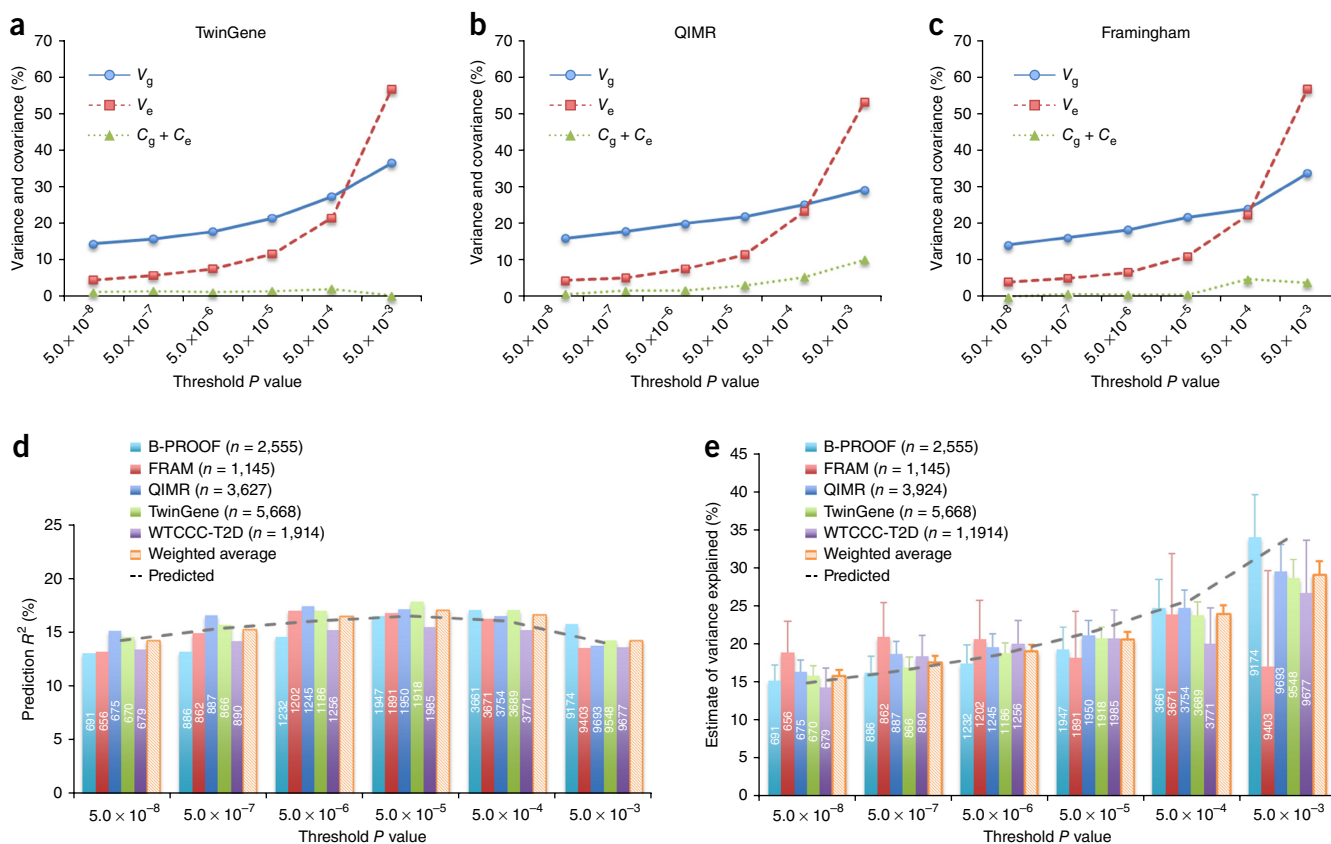 a
TwinGene
70
60
50
40
30
20
10
0
Variance and covariance (%)
Vg
Ve
Cg + Ce
5.0 × 10−8
5.0 × 10−7
5.0 × 10−6
5.0 × 10−5
5.0 × 10−4
5.0 × 10−3
Threshold P value
b
QIMR
70
60
50
40
30
20
10
0
Variance and covariance (%)
Vg
Ve
Cg + Ce
5.0 × 10−8
5.0 × 10−7
5.0 × 10−6
5.0 × 10−5
5.0 × 10−4
5.0 × 10−3
Threshold P value
c
Framingham
70
60
50
40
30
20
10
0
Variance and covariance (%)
Vg
Ve
Cg + Ce
5.0 × 10−8
5.0 × 10−7
5.0 × 10−6
5.0 × 10−5
5.0 × 10−4
5.0 × 10−3
Threshold P value
d
B-PROOF (n = 2,555)
FRAM (n = 1,145)
QIMR (n = 3,627)
TwinGene (n = 5,668)
WTCCC-T2D (n = 1,914)
Weighted average
Predicted
25
20
15
10
5
0
Prediction R2 (%)
691
656
675
670
679
886
862
887
866
890
1232
1202
1245
1186
1256
1947
1891
1950
1918
1985
3661
3671
3754
3689
3771
9174
9403
9693
9548
9677
5.0 × 10−8
5.0 × 10−7
5.0 × 10−6
5.0 × 10−5
5.0 × 10−4
5.0 × 10−3
Threshold P value
e
B-PROOF (n = 2,555)
FRAM (n = 1,145)
QIMR (n = 3,924)
TwinGene (n = 5,668)
WTCCC-T2D (n = 1,1914)
Weighted average
Predicted
45
40
35
30
25
20
15
10
5
0
Estimate of variance explained (%)
691
656
675
670
679
886
862
887
866
890
1232
1202
1245
1186
1256
1947
1891
1950
1918
1985
3661
3671
3754
3689
3771
9174
9403
9693
9548
9677
5.0 × 10−8
5.0 × 10−7
5.0 × 10−6
5.0 × 10−5
5.0 × 10−4
5.0 × 10−3
Threshold P value